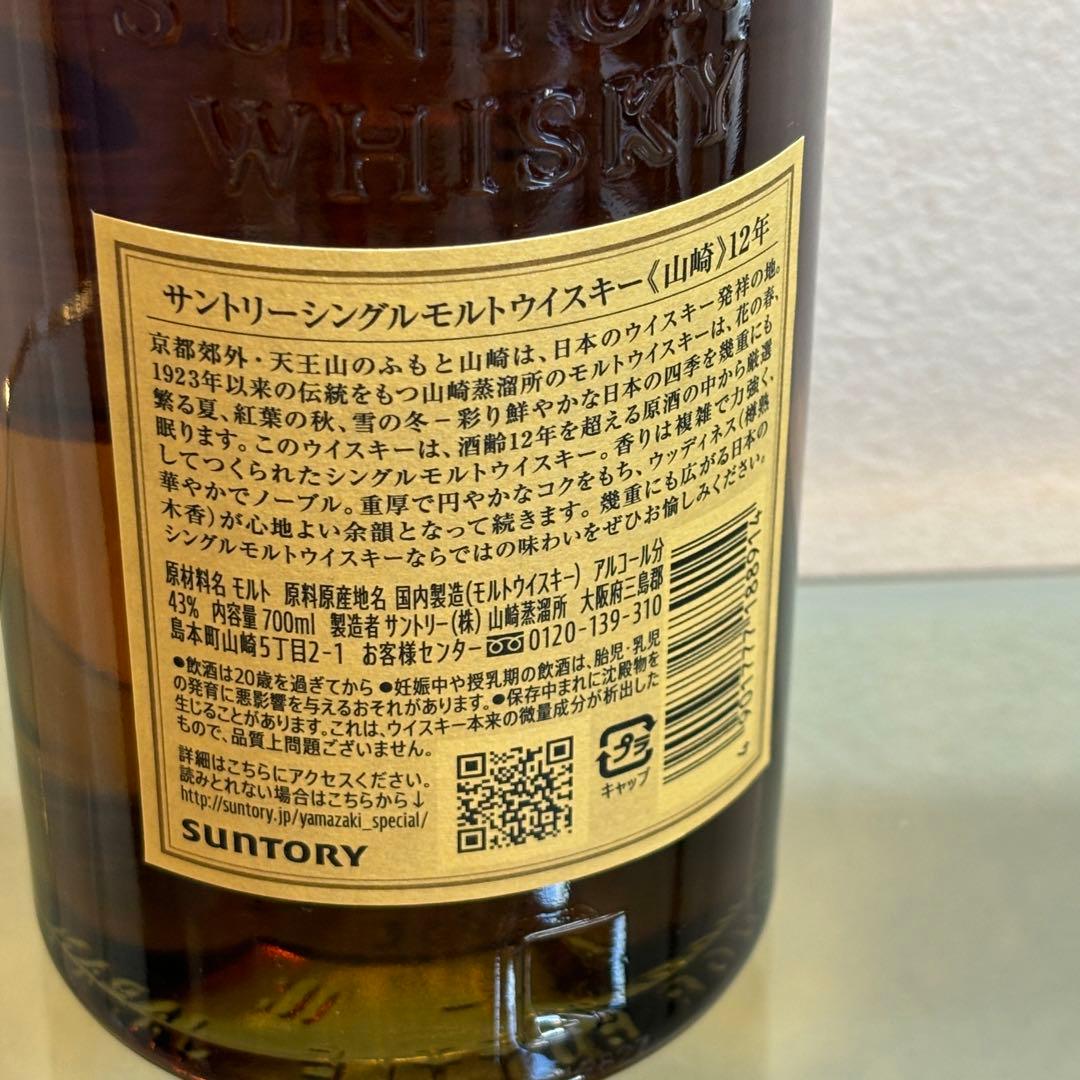 SUNTORY
WHISKY
サントリーシングルモルトウイスキー《山崎》12年
京都郊外・天王山のふもと山崎は、日本のウイスキー発祥の地。
1923年以来の伝統をもつ山崎蒸溜所のモルトウイスキーは、花の春、
繁る夏、紅葉の秋、雪の冬－彩り鮮やかな日本の四季を幾重にも
眠ります。このウイスキーは、酒齢12年を超える原酒の中から厳選
してつくられたシングルモルトウイスキー。香りは複雑で力強く、
華やかでノーブル。重厚で円やかなコクをもち、ウッディネス(樽熟
木香)が心地よい余韻となって続きます。幾重にも広がる日本の
シングルモルトウイスキーならではの味わいをぜひお愉しみください。
原材料名 モルト 原料原産地名 国内製造(モルトウイスキー) アルコール分
43% 内容量 700ml 製造者 サントリー(株) 山崎蒸溜所 大阪府三島郡
島本町山崎5丁目2-1 お客様センター 0120-139-310
●飲酒は20歳を過ぎてから ●妊娠中や授乳期の飲酒は、胎児・乳児
の発育に悪影響を与えるおそれがあります。●保存中まれに沈殿物を
生じることがあります。これは、ウイスキー本来の微量成分が析出した
もので、品質上問題ございません。
詳細はこちらにアクセスください。
読みとれない場合はこちらから↓
http://suntory.jp/yamazaki_special/
SUNTORY
プラ
キャップ
4 901777 188914